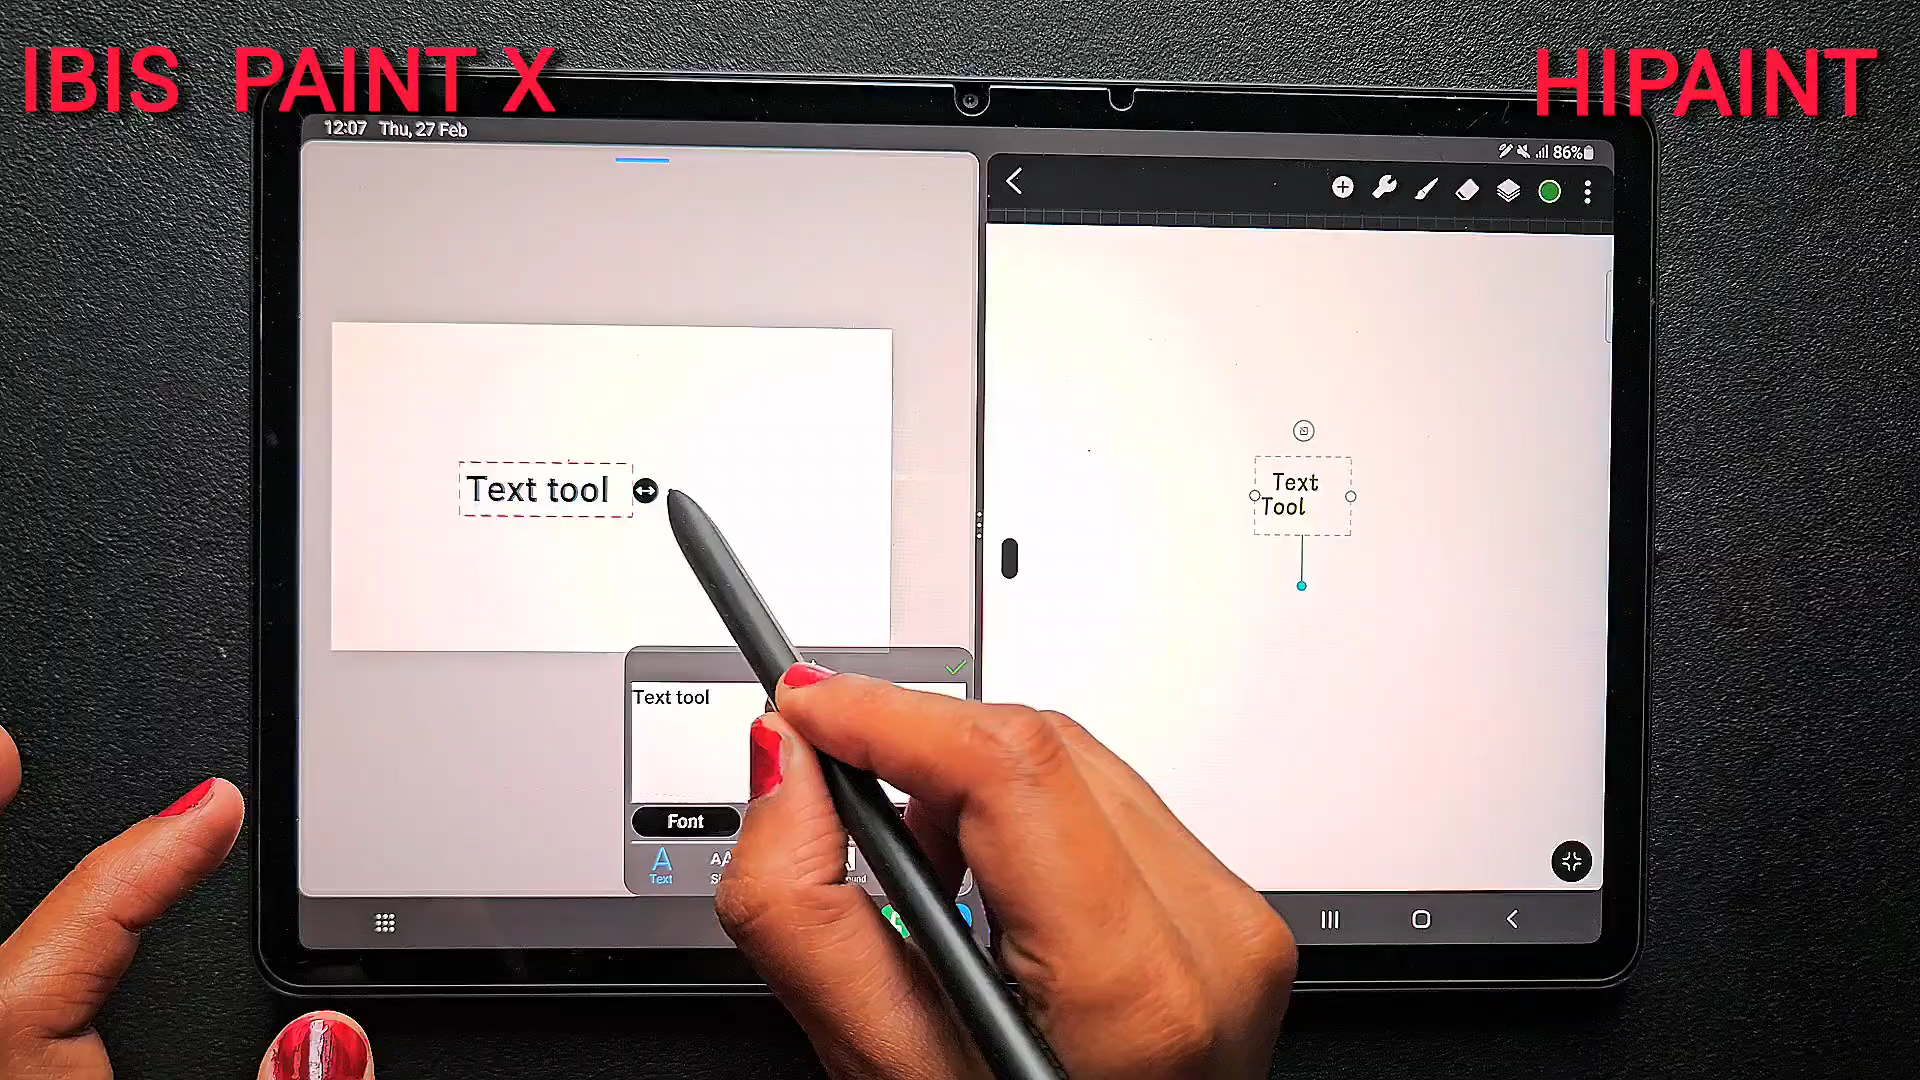 IBIS PAINT X
HIPAINT
12:07 Thu, 27 Feb
86%
Text tool
Text
Tool
Text tool
Font
Text